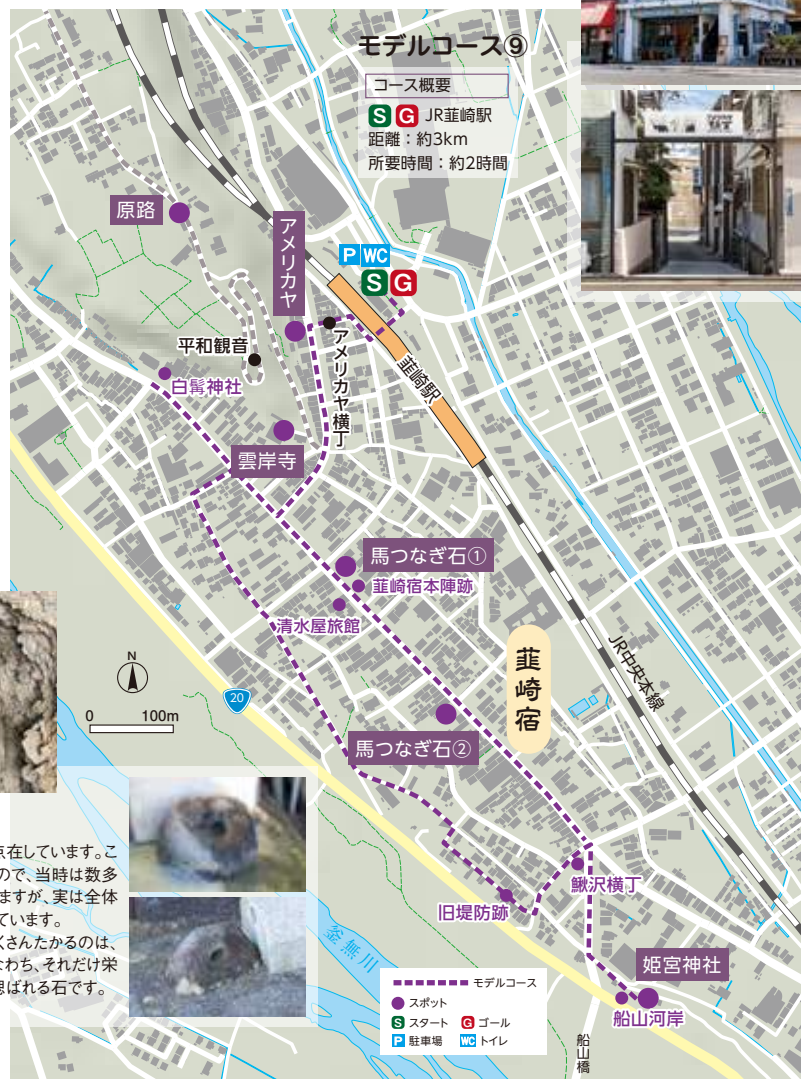 モデルコース⑨
コース概要
S G JR韮崎駅
距離：約3km
所要時間：約2時間
原路
アメリカヤ
P WC
S G
平和観音
アメリカヤ横丁
韮崎駅
白髯神社
雲岸寺
馬つなぎ石①
韮崎宿本陣跡
清水屋旅館
韮崎宿
JR中央本線
N
0 100m
20
馬つなぎ石②
点在しています。こ
ので、当時は数多
ますが、実は全体
ています。
くさんたかるのは、
なわち、それだけ栄
思ばれる石です。
鰍沢横丁
旧堤防跡
釜無川
姫宮神社
船山河岸
船山橋
モデルコース
スポット
S スタート G ゴール
P 駐車場 WC トイレ